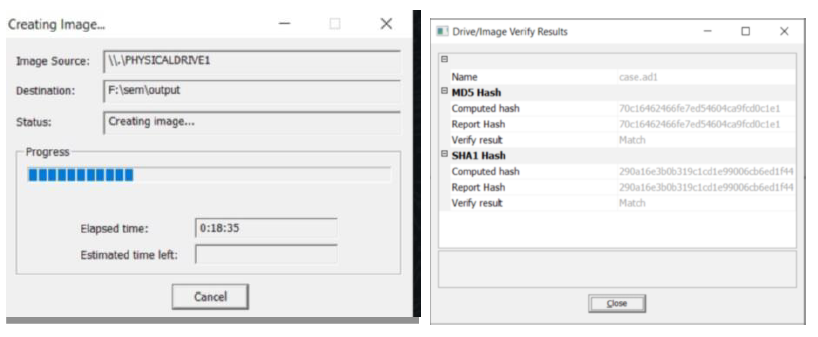 Creating Image...
Image Source: \\.\PHYSICALDRIVE1
Destination: F:\sem\output
Status: Creating image...
Progress
Elapsed time: 0:18:35
Estimated time left:
Cancel
Drive/Image Verify Results
Name case.ad1
MD5 Hash
Computed hash 70c16462466fe7ed54604ca9fcd0c1e1
Report Hash 70c16462466fe7ed54604ca9fcd0c1e1
Verify result Match
SHA1 Hash
Computed hash 290a16e3b0b319c1cd1e99006cb6ed1f44
Report Hash 290a16e3b0b319c1cd1e99006cb6ed1f44
Verify result Match
Close